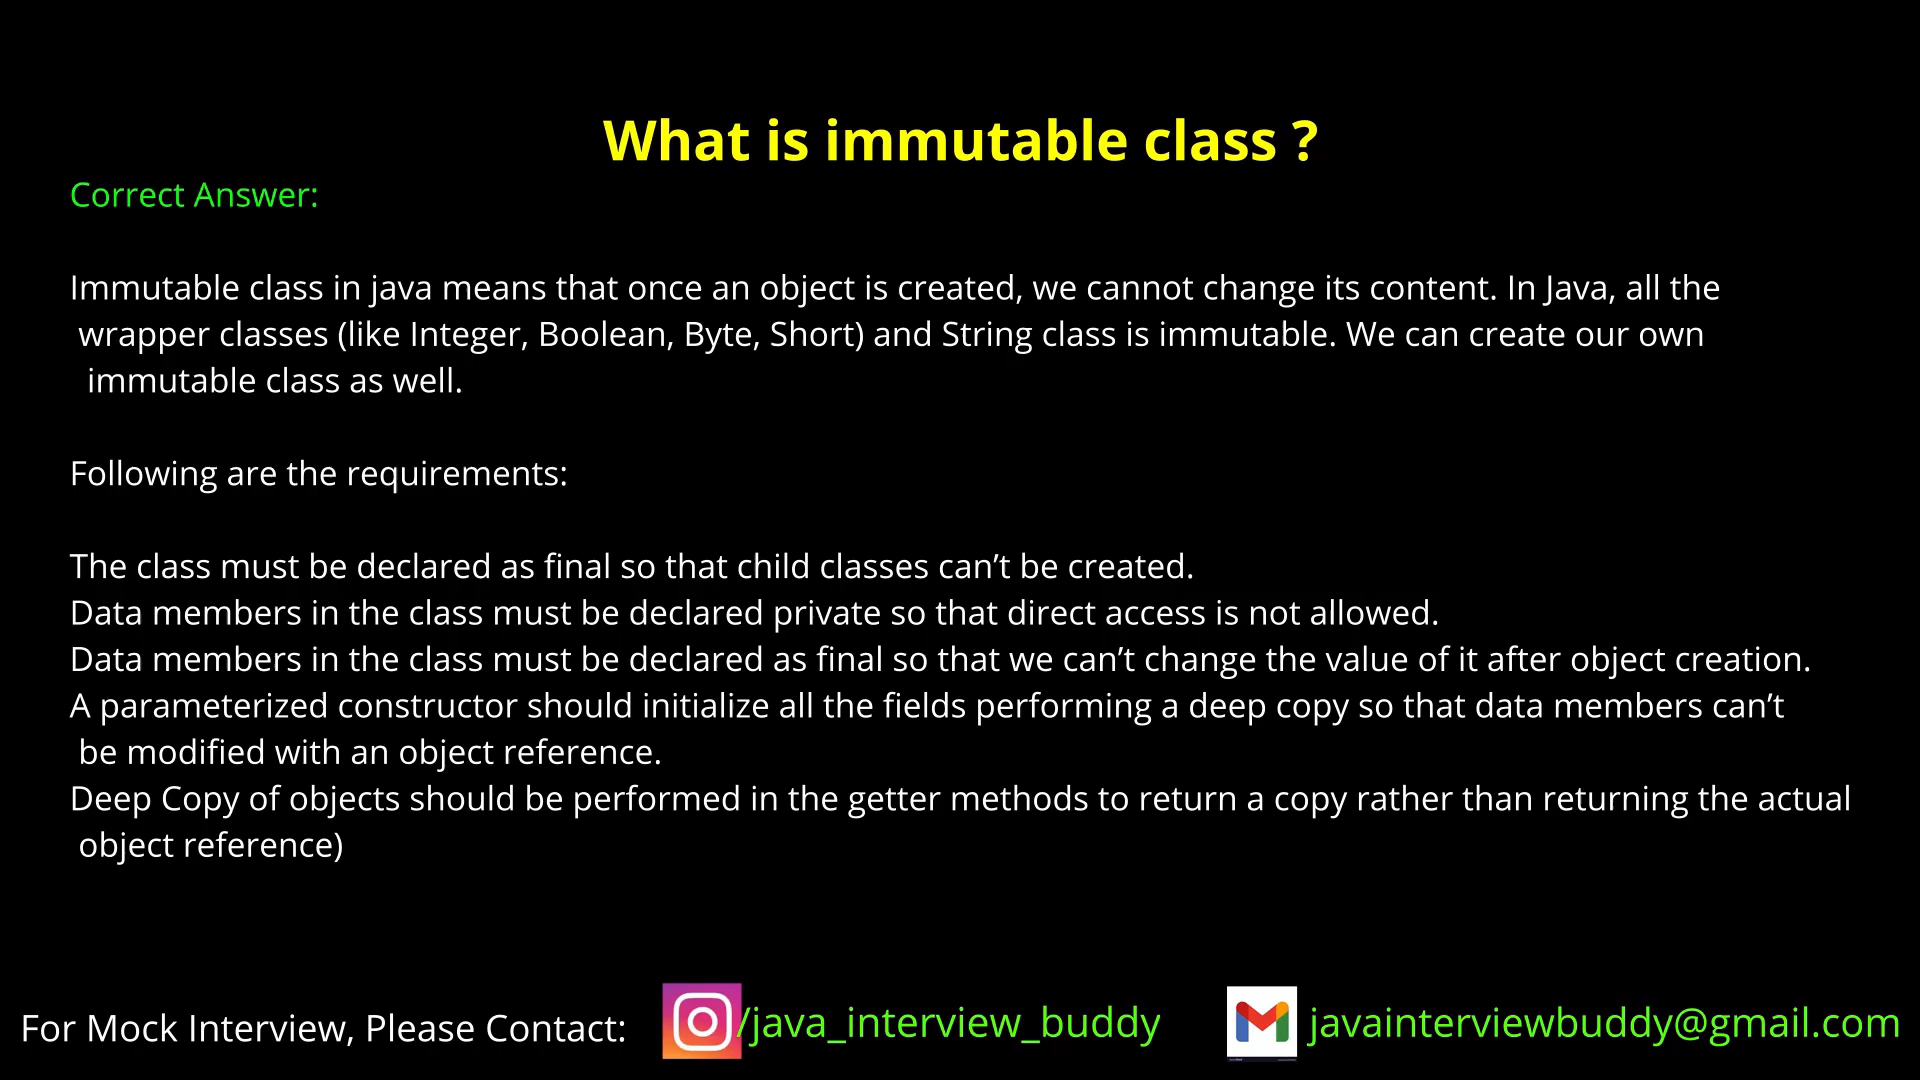 What is immutable class ?
Correct Answer:
Immutable class in java means that once an object is created, we cannot change its content. In Java, all the
wrapper classes (like Integer, Boolean, Byte, Short) and String class is immutable. We can create our own
immutable class as well.
Following are the requirements:
The class must be declared as final so that child classes can’t be created.
Data members in the class must be declared private so that direct access is not allowed.
Data members in the class must be declared as final so that we can’t change the value of it after object creation.
A parameterized constructor should initialize all the fields performing a deep copy so that data members can’t
be modified with an object reference.
Deep Copy of objects should be performed in the getter methods to return a copy rather than returning the actual
object reference)
For Mock Interview, Please Contact: /java_interview_buddy javainterviewbuddy@gmail.com